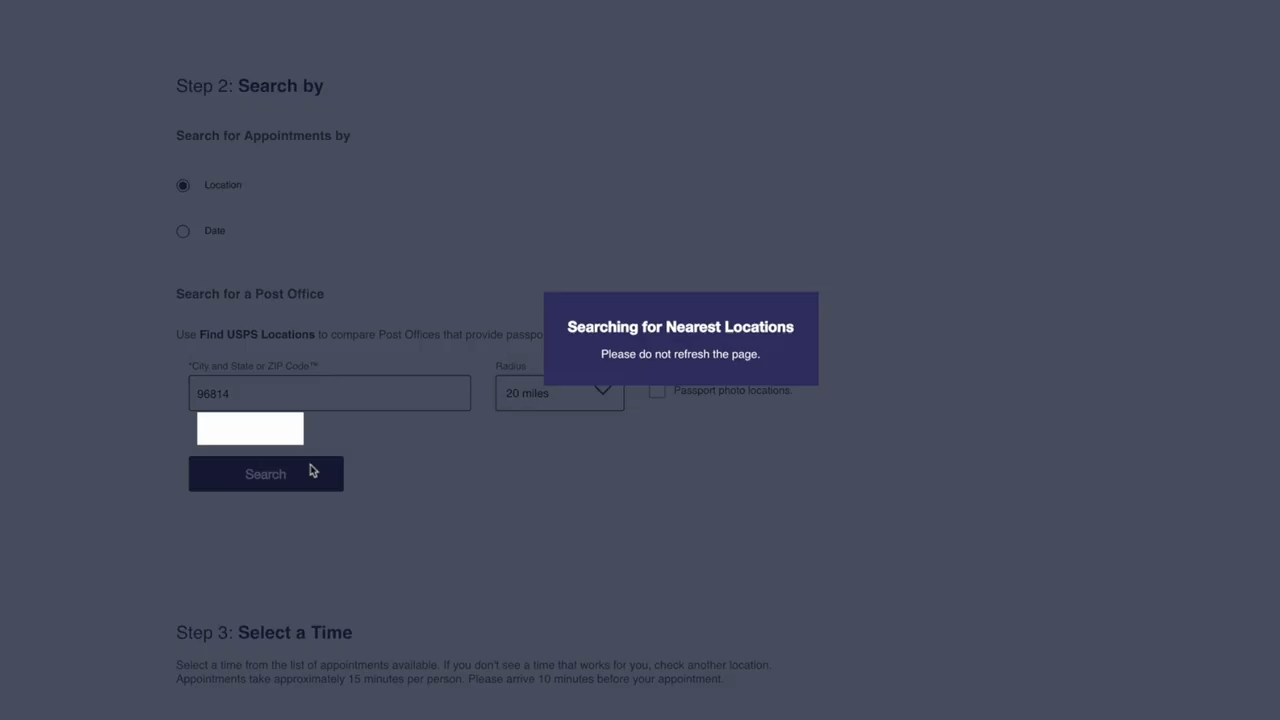 Step 2: Search by
Search for Appointments by
Location
Date
Search for a Post Office
Use Find USPS Locations to compare Post Offices that provide
Searching for Nearest Locations
Please do not refresh the page.
*City and State or ZIP Code™
Radius
96814
20 miles
Passport photo locations.
Search
Step 3: Select a Time
Select a time from the list of appointments available. If you don't see a time that works for you, check another location.
Appointments take approximately 15 minutes per person. Please arrive 10 minutes before your appointment.